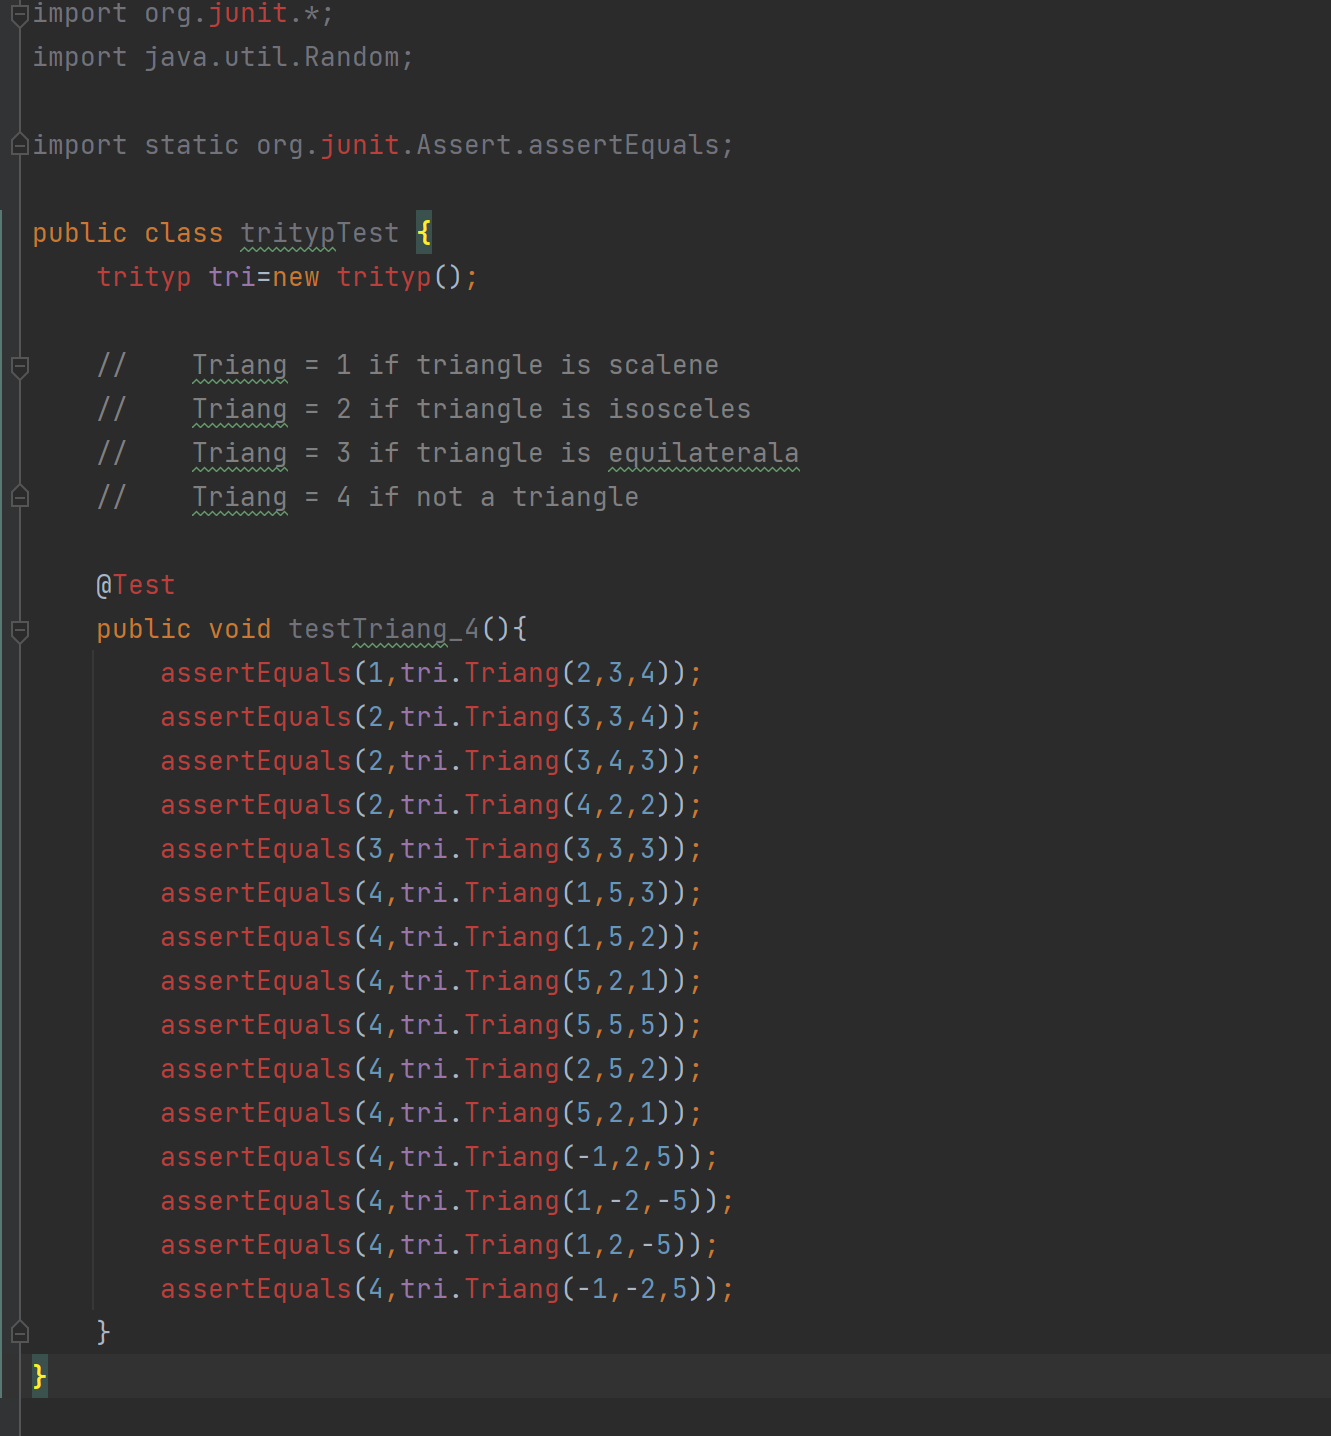 import org.junit.*;
import java.util.Random;
import static org.junit.Assert.assertEquals;
public class tritypTest {
trityp tri=new trityp();
//    Triang = 1 if triangle is scalene
//    Triang = 2 if triangle is isosceles
//    Triang = 3 if triangle is equilaterala
//    Triang = 4 if not a triangle
@Test
public void testTriang_4(){
assertEquals(1,tri.Triang(2,3,4));
assertEquals(2,tri.Triang(3,3,4));
assertEquals(2,tri.Triang(3,4,3));
assertEquals(2,tri.Triang(4,2,2));
assertEquals(3,tri.Triang(3,3,3));
assertEquals(4,tri.Triang(1,5,3));
assertEquals(4,tri.Triang(1,5,2));
assertEquals(4,tri.Triang(5,2,1));
assertEquals(4,tri.Triang(5,5,5));
assertEquals(4,tri.Triang(2,5,2));
assertEquals(4,tri.Triang(5,2,1));
assertEquals(4,tri.Triang(-1,2,5));
assertEquals(4,tri.Triang(1,-2,-5));
assertEquals(4,tri.Triang(1,2,-5));
assertEquals(4,tri.Triang(-1,-2,5));
}
}